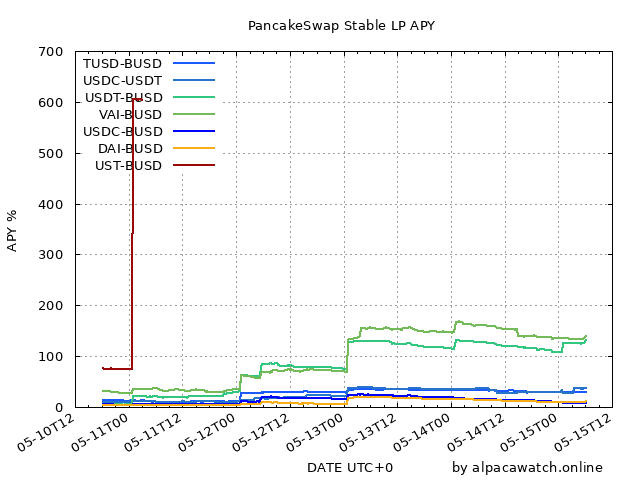 PancakeSwap Stable LP APY
700
600
500
400
300
200
100
0
APY %
TUSD-BUSD
USDC-USDT
USDT-BUSD
VAI-BUSD
USDC-BUSD
DAI-BUSD
UST-BUSD
05-10T12
05-11T00
05-11T12
05-12T00
05-12T12
05-13T00
05-13T12
05-14T00
05-14T12
05-15T00
05-15T12
DATE UTC+0
by alpacawatch.online